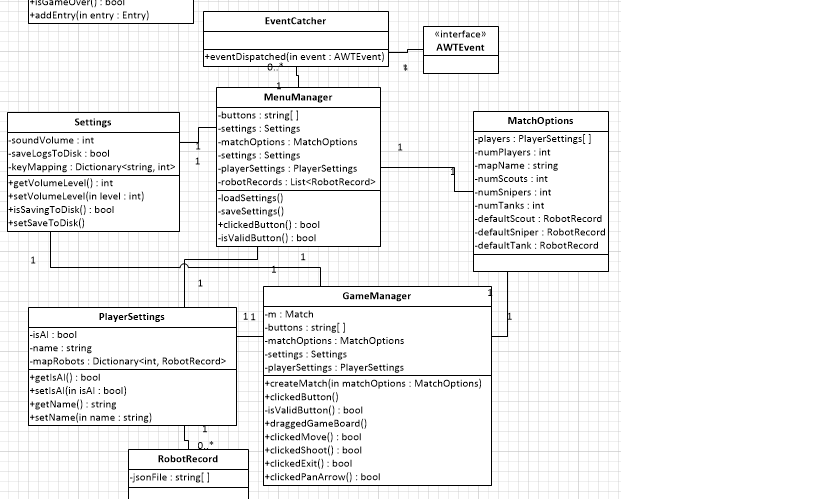 +isGameOver() : bool
+addEntry(in entry : Entry)
EventCatcher
+eventDispatched(in event : AWTEvent)
«interface»
AWTEvent
0..*
*
1
MenuManager
-buttons : string[ ]
-settings : Settings
-matchOptions : MatchOptions
-settings : Settings
-playerSettings : PlayerSettings
-robotRecords : List<RobotRecord>
-loadSettings()
-saveSettings()
+clickedButton() : bool
-isValidButton() : bool
Settings
-soundVolume : int
-saveLogsToDisk : bool
-keyMapping : Dictionary<string, int>
+getVolumeLevel() : int
+setVolumeLevel(in level : int)
+isSavingToDisk() : bool
+setSaveToDisk()
1
1
1
1
MatchOptions
-players : PlayerSettings[ ]
-numPlayers : int
-mapName : string
-numScouts : int
-numSnipers : int
-numTanks : int
-defaultScout : RobotRecord
-defaultSniper : RobotRecord
-defaultTank : RobotRecord
1
1
1
1
1
1
PlayerSettings
-isAI : bool
-name : string
-mapRobots : Dictionary<int, RobotRecord>
+getIsAI() : bool
+setIsAI(in isAI : bool)
+getName() : string
+setName(in name : string)
1
1
GameManager
-m : Match
-buttons : string[ ]
-matchOptions : MatchOptions
-settings : Settings
-playerSettings : PlayerSettings
+createMatch(in matchOptions : MatchOptions)
+clickedButton()
-isValidButton() : bool
+draggedGameBoard()
+clickedMove() : bool
+clickedShoot() : bool
+clickedExit() : bool
+clickedPanArrow() : bool
1
0..*
RobotRecord
-jsonFile : string[ ]